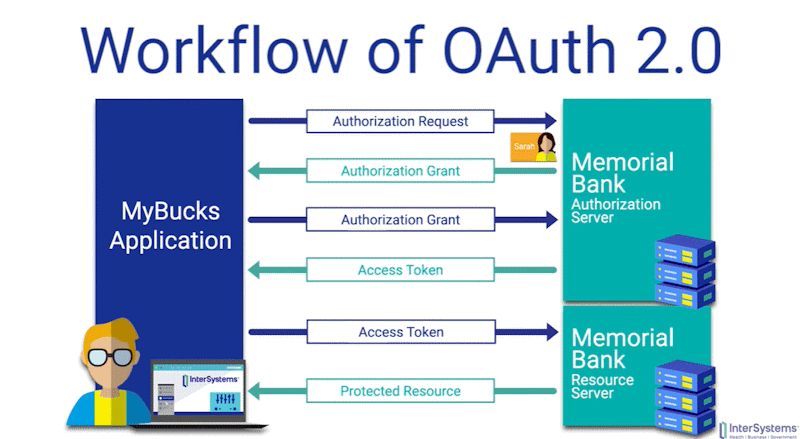 Workflow of OAuth 2.0
Authorization Request
Sarah
Authorization Grant
MyBucks
Application
Authorization Grant
Access Token
Memorial
Bank
Authorization
Server
Access Token
Protected Resource
Memorial
Bank
Resource
Server
InterSystems
InterSystems
Health | Business | Government